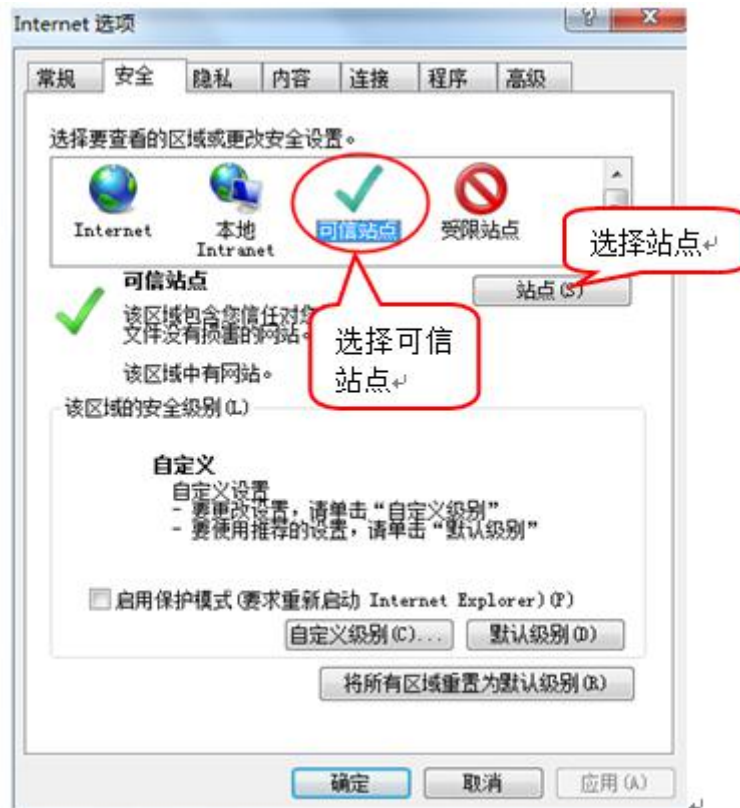 Internet 选项
常规 安全 隐私 内容 连接 程序 高级
选择要查看的区域或更改安全设置。
Internet
本地
Intranet
可信站点
受限站点
选择站点
可信站点
站点(S)
该区域包含您信任对您
文件没有损害的网站。
选择可信
站点
该区域中有网站。
该区域的安全级别(L)
自定义
自定义设置
- 要更改设置，请单击“自定义级别”
- 要使用推荐的设置，请单击“默认级别”
启用保护模式(要求重新启动 Internet Explorer)(P)
自定义级别(C)... 默认级别(D)
将所有区域重置为默认级别(R)
确定 取消 应用(A)